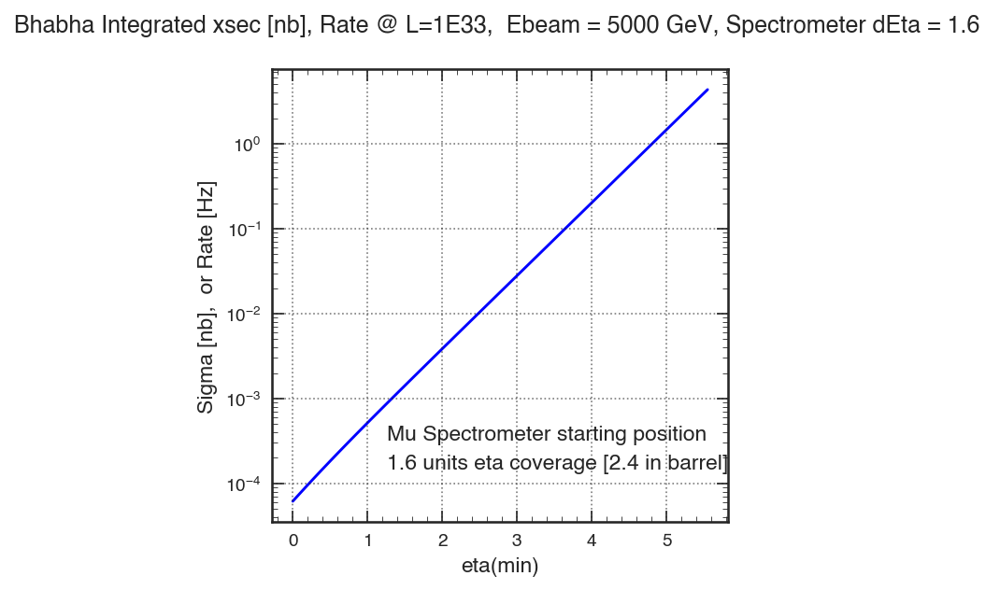 Bhabha Integrated xsec [nb], Rate @ L=1E33,  Ebeam = 5000 GeV, Spectrometer dEta = 1.6
Sigma [nb],  or Rate [Hz]
10⁰
10⁻¹
10⁻²
10⁻³
10⁻⁴
Mu Spectrometer starting position
1.6 units eta coverage [2.4 in barrel]
0 1 2 3 4 5
eta(min)